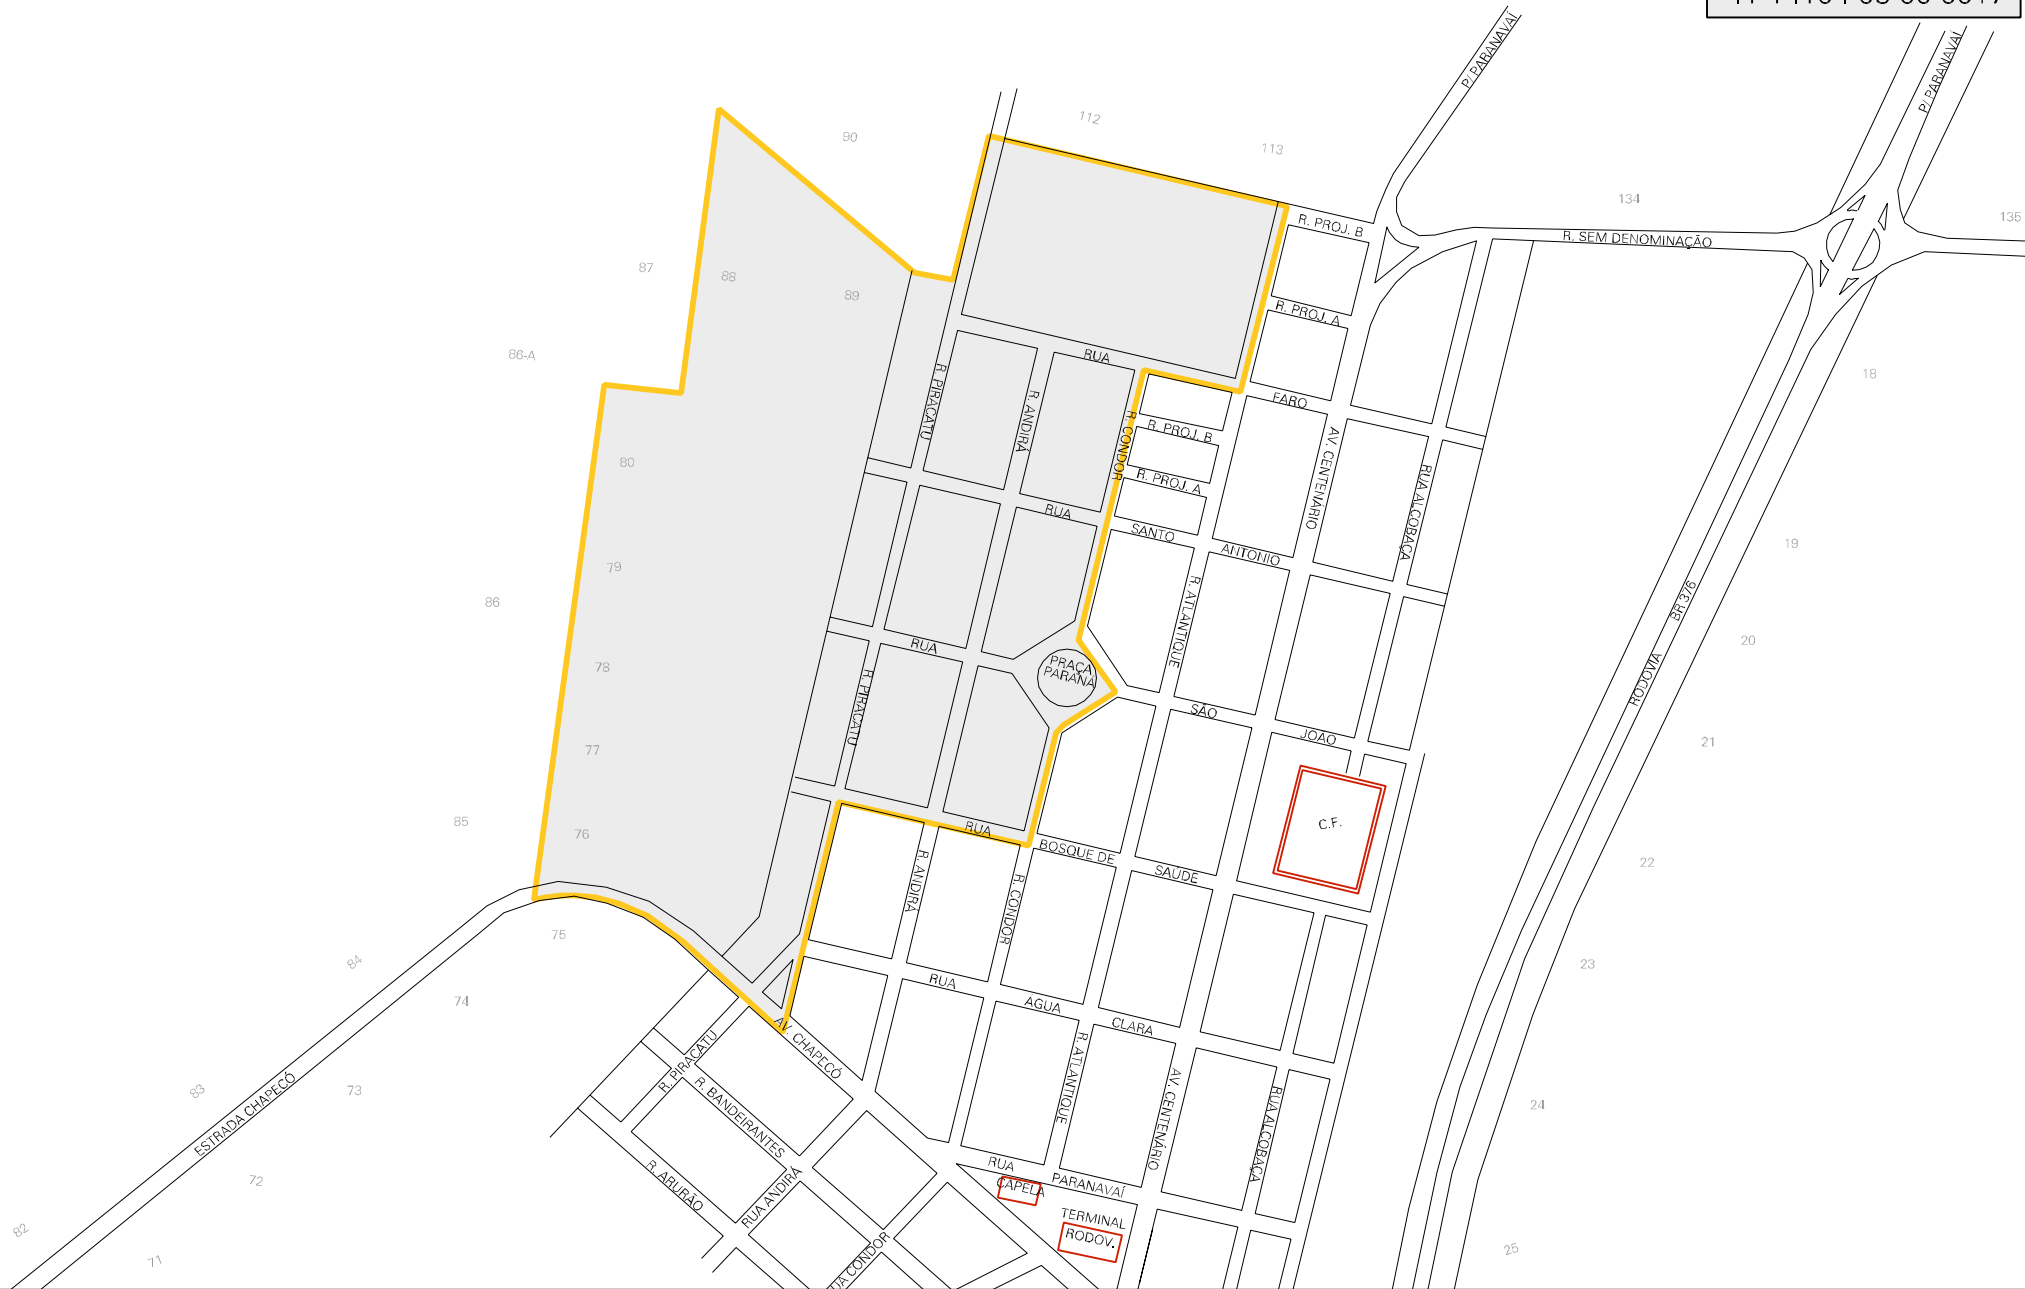 P/ PARANAVAÍ
P/ PARANAVAÍ
112
90
113
134
135
R. PROJ. B
R. SEM DENOMINAÇÃO
87
88
89
R. PROJ. A
86-A
RUA
18
R. PIRACATU
R. ANDIRÁ
FARO
R. CONDOR
R. PROJ. B
AV. CENTENÁRIO
80
R. PROJ. A
RUA ALCOBAÇA
RUA
SANTO
ANTONIO
19
79
86
R. ATLANTIQUE
BR 376
20
RUA
PRAÇA
PARANÁ
78
R. PIRACATU
RODOVIA
SÃO
JOÃO
21
77
85
76
C.F.
RUA
BOSQUE DE
SAÚDE
22
R. ANDIRÁ
R. CONDOR
75
84
23
74
RUA
AGUA
CLARA
AV. CHAPECÓ
R. PIRACATU
R. ATLANTIQUE
83
73
ESTRADA CHAPECÓ
R. BANDEIRANTES
AV. CENTENÁRIO
RUA ALCOBAÇA
24
72
R. ABURÃO
RUA ANDIRÁ
RUA
PARANAVAÍ
CAPELA
TERMINAL
RODOV.
82
71
25